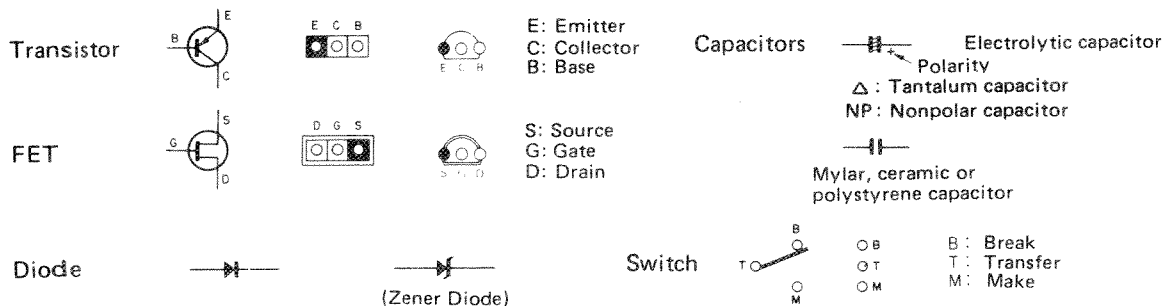 Transistor
E
B
C
E C B
E C B
E: Emitter
C: Collector
B: Base
Capacitors
Electrolytic capacitor
+
Polarity
△: Tantalum capacitor
NP: Nonpolar capacitor
FET
S
G
D
D G S
S G D
S: Source
G: Gate
D: Drain
Mylar, ceramic or
polystyrene capacitor
Diode
(Zener Diode)
Switch
B
T
M
B
T
M
B: Break
T: Transfer
M: Make